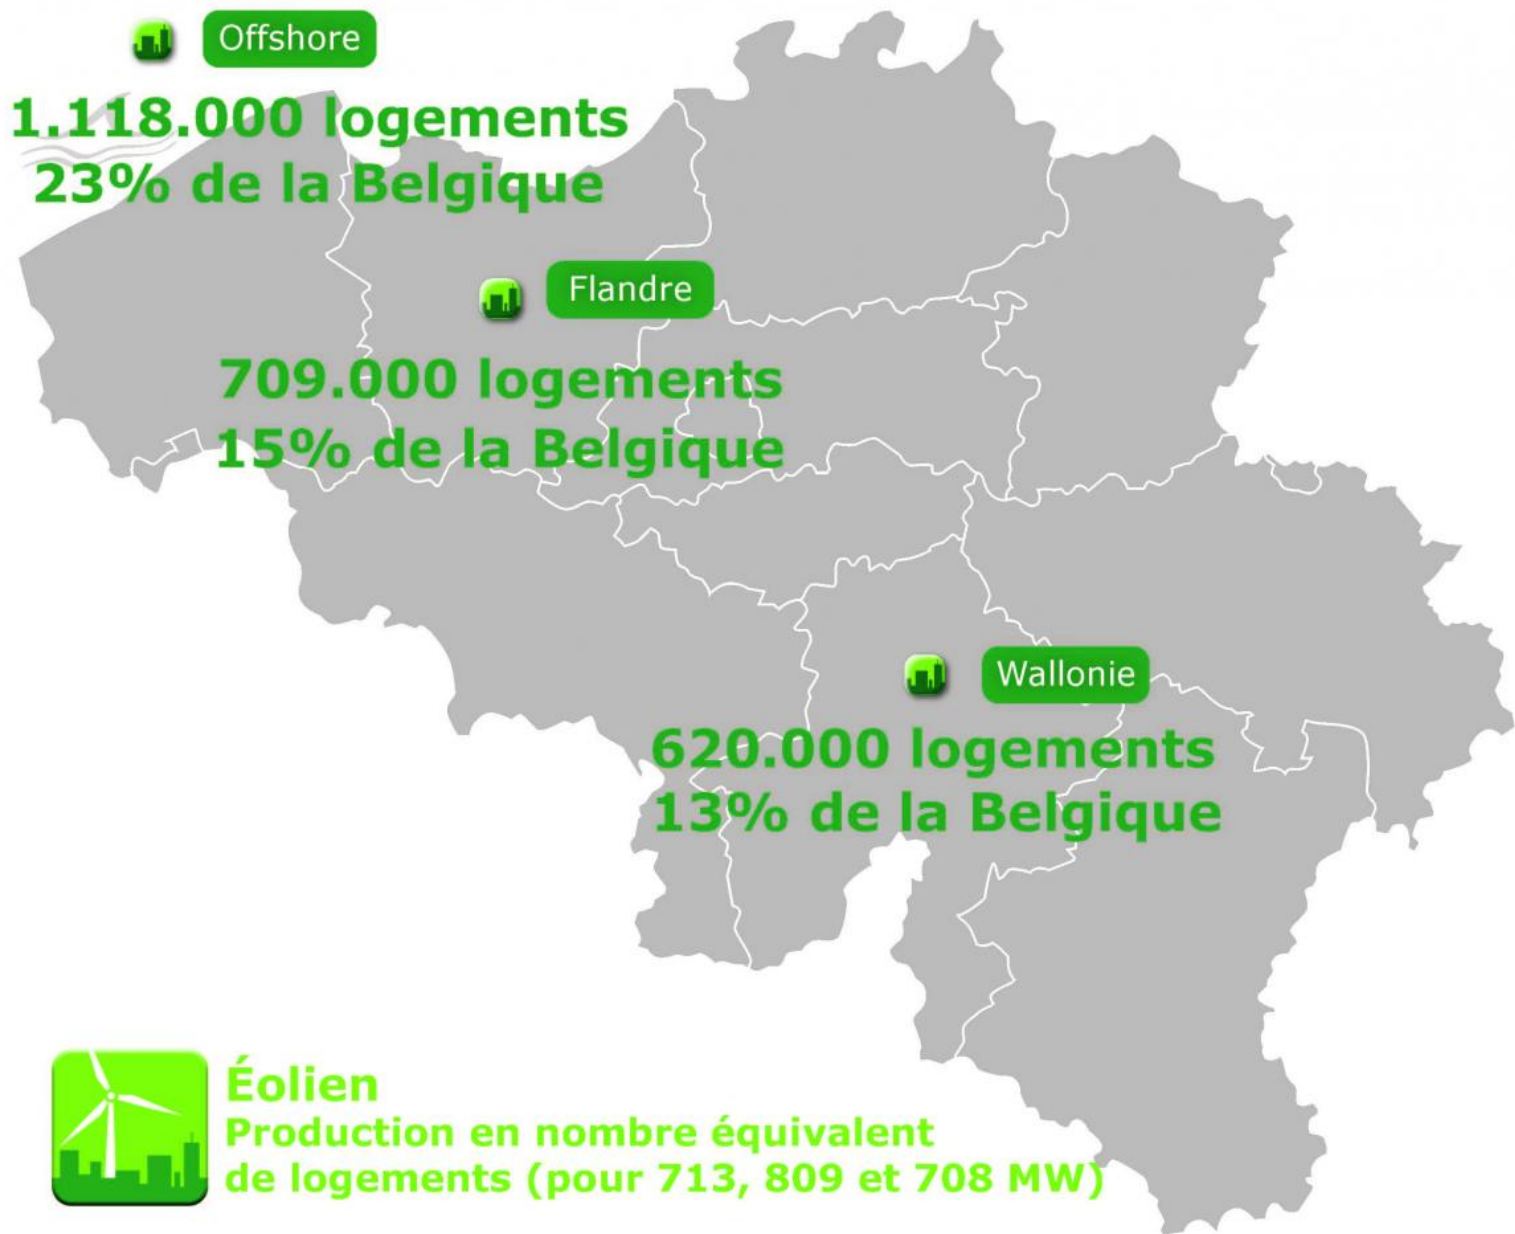 Offshore
1.118.000 logements
23% de la Belgique
Flandre
709.000 logements
15% de la Belgique
Wallonie
620.000 logements
13% de la Belgique
Éolien
Production en nombre équivalent
de logements (pour 713, 809 et 708 MW)